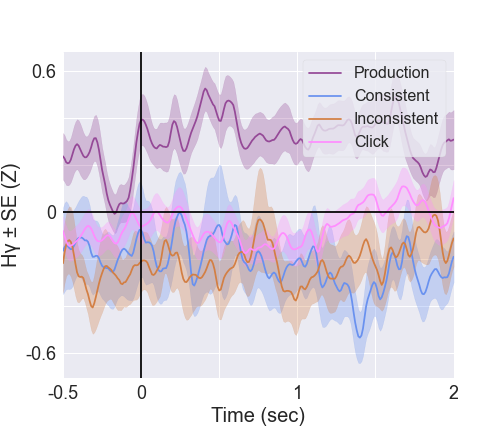 0.6
0
-0.6
Hγ ± SE (Z)
Production
Consistent
Inconsistent
Click
-0.5
0
1
2
Time (sec)